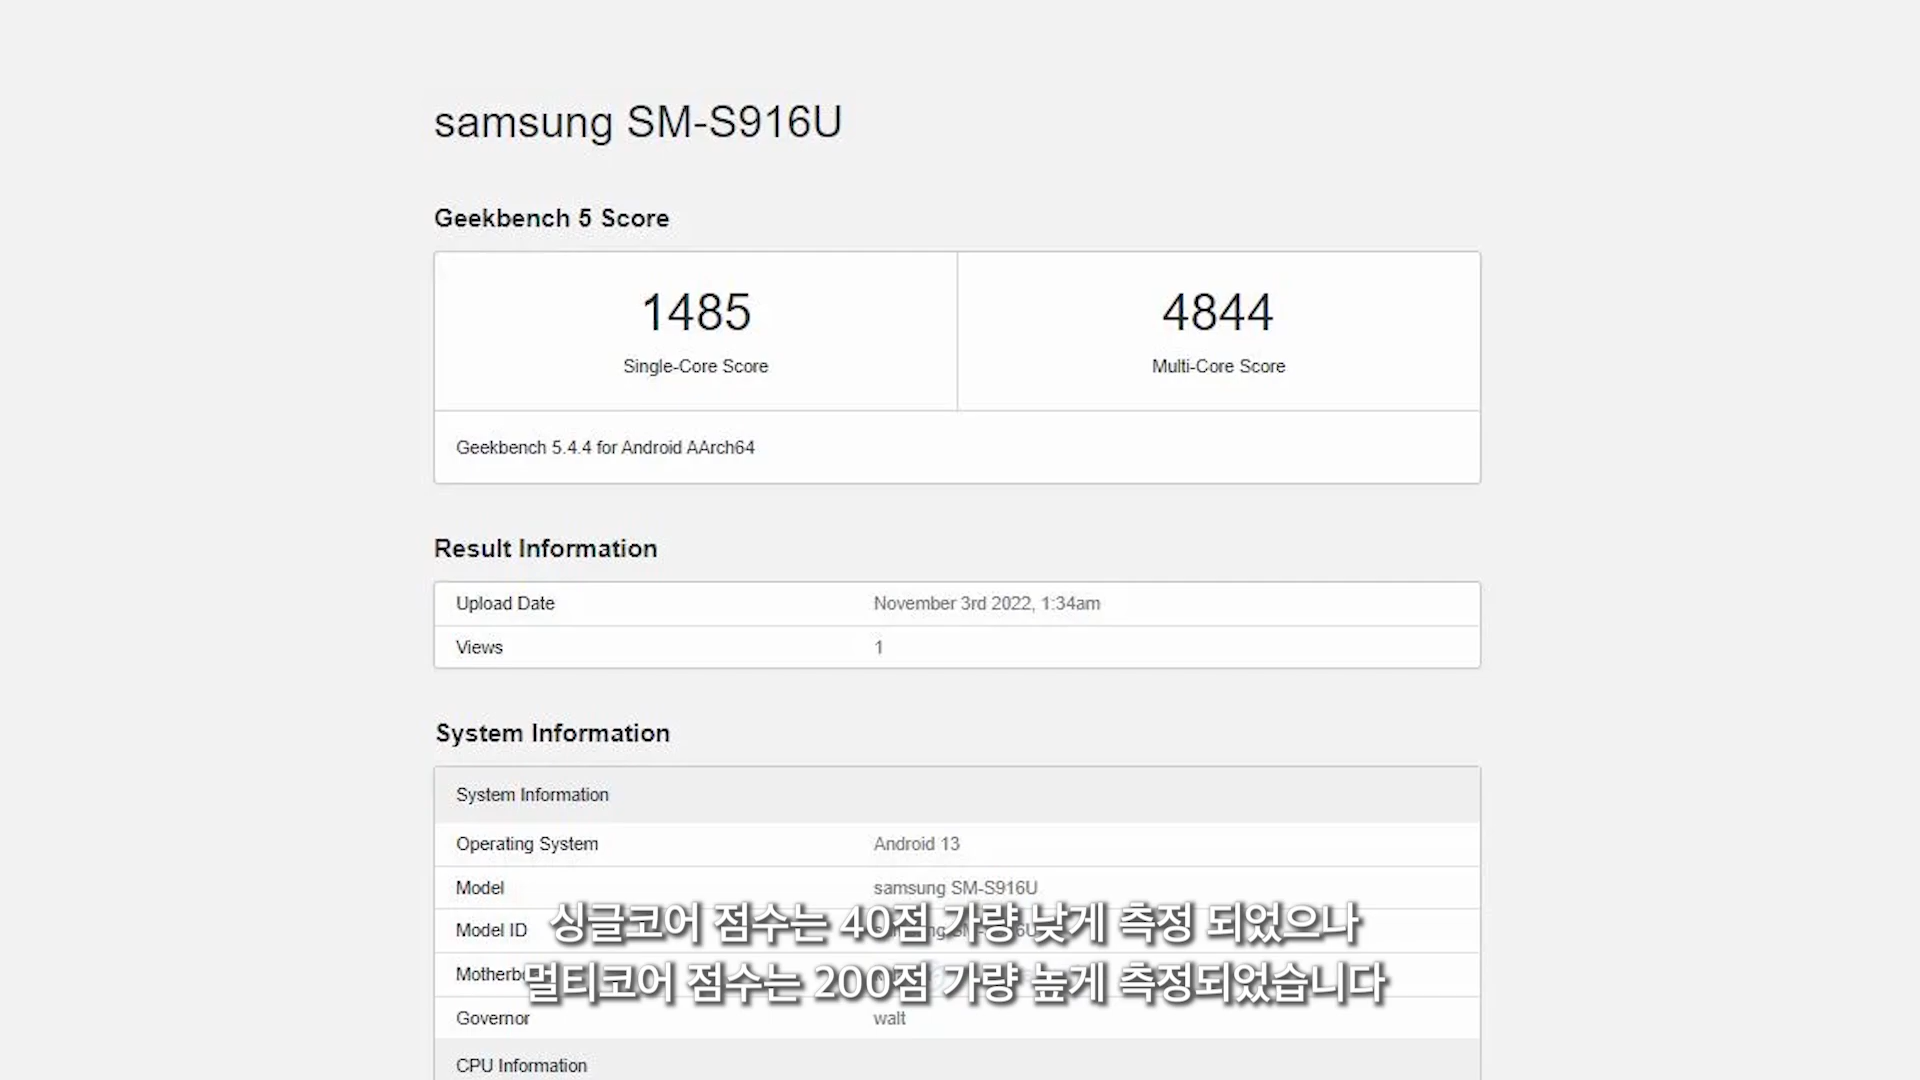 samsung SM-S916U
Geekbench 5 Score
1485
Single-Core Score
4844
Multi-Core Score
Geekbench 5.4.4 for Android AArch64
Result Information
Upload Date November 3rd 2022, 1:34am
Views 1
System Information
System Information
Operating System Android 13
Model samsung SM-S916U
Model ID
싱글코어 점수는 40점 가량 낮게 측정 되었으나
멀티코어 점수는 200점 가량 높게 측정되었습니다
Governor walt
CPU Information